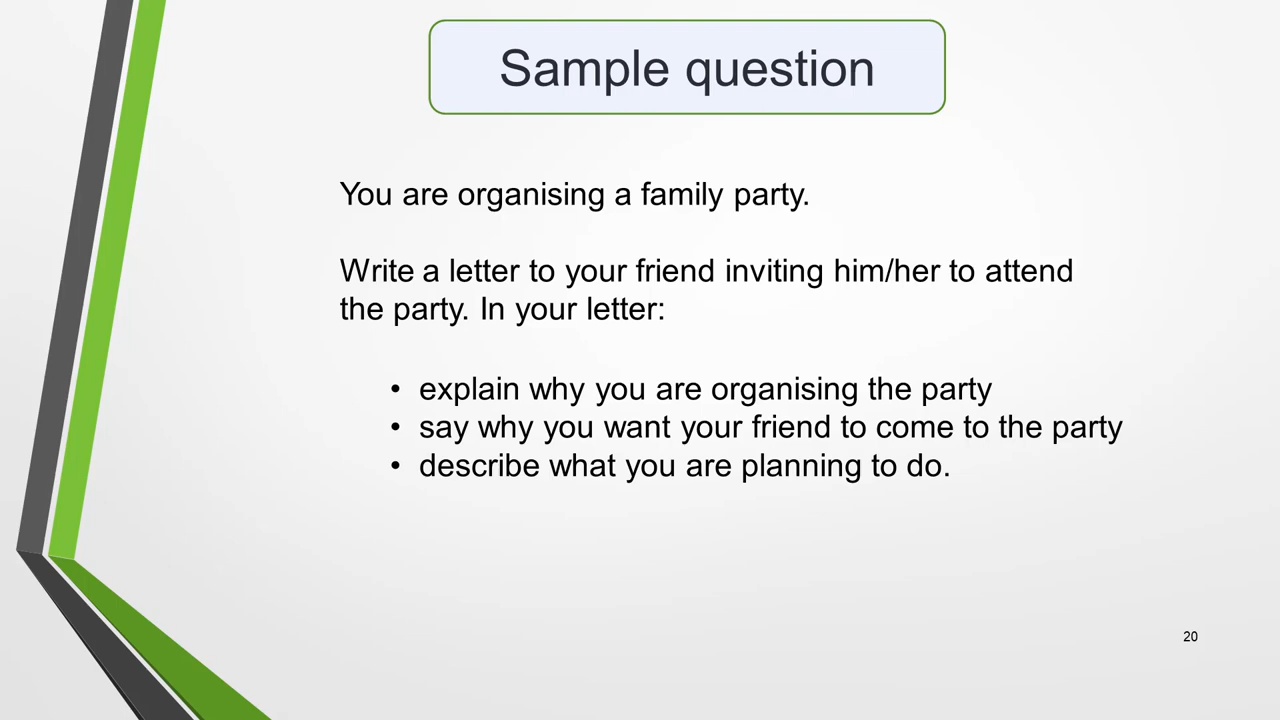 Sample question
You are organising a family party.
Write a letter to your friend inviting him/her to attend
the party. In your letter:
• explain why you are organising the party
• say why you want your friend to come to the party
• describe what you are planning to do.
20